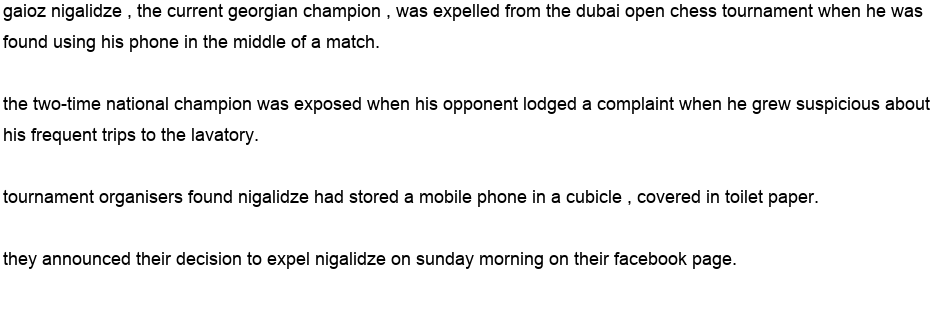 gaioz nigalidze , the current georgian champion , was expelled from the dubai open chess tournament when he was
found using his phone in the middle of a match.
the two-time national champion was exposed when his opponent lodged a complaint when he grew suspicious about
his frequent trips to the lavatory.
tournament organisers found nigalidze had stored a mobile phone in a cubicle , covered in toilet paper.
they announced their decision to expel nigalidze on sunday morning on their facebook page.